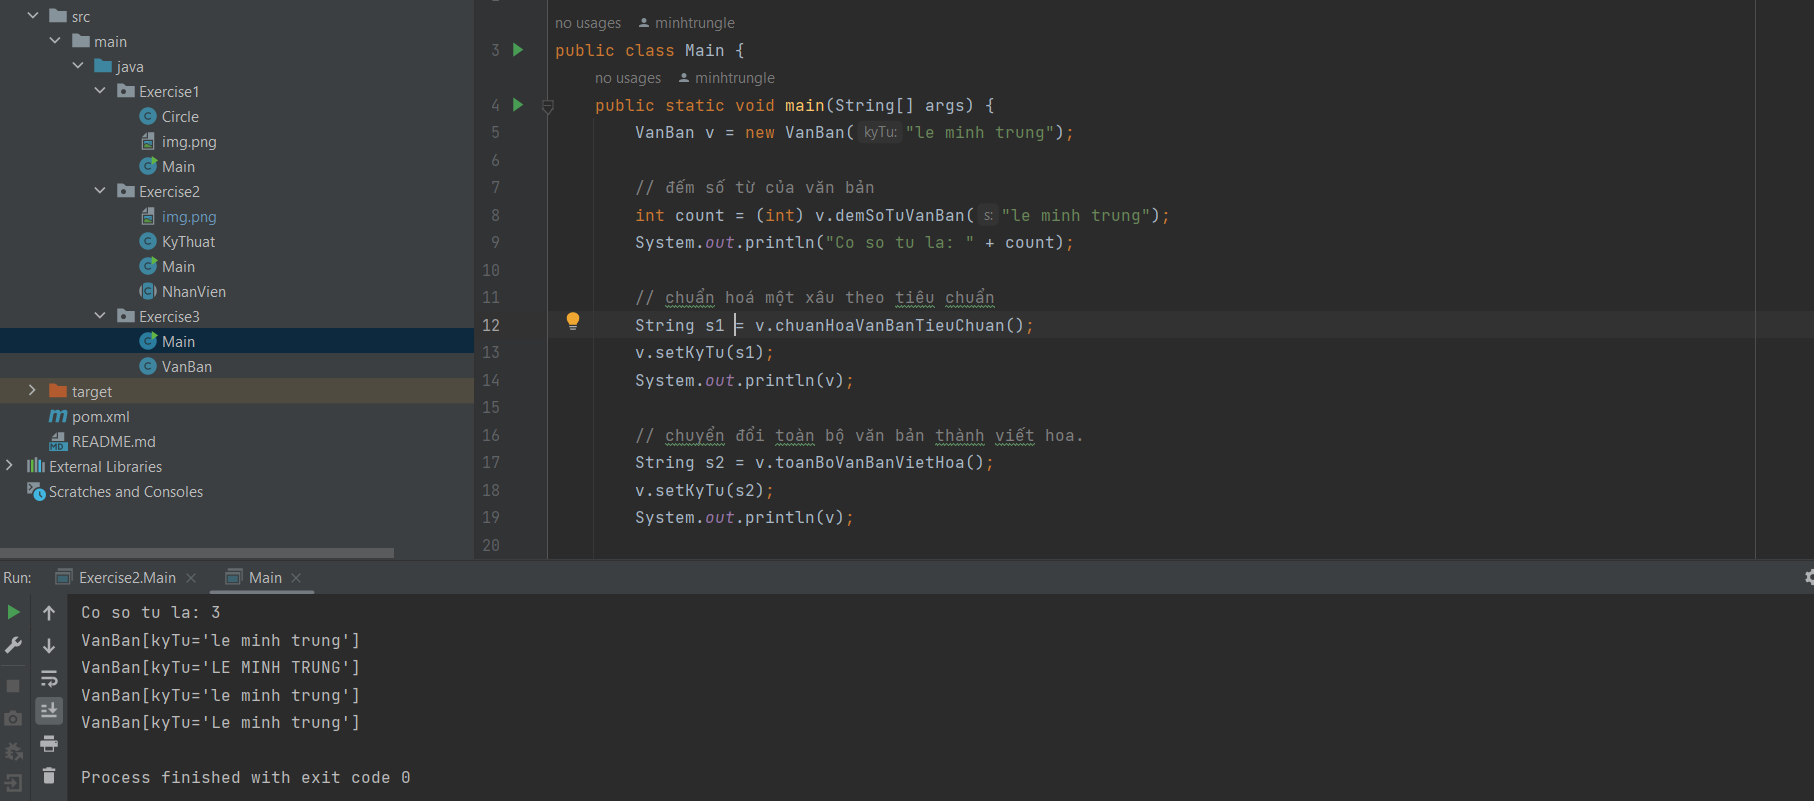 src
main
java
Exercise1
Circle
img.png
Main
Exercise2
img.png
KyThuat
Main
NhanVien
Exercise3
Main
VanBan
target
pom.xml
README.md
External Libraries
Scratches and Consoles
no usages minhtrungle
3 public class Main {
no usages minhtrungle
4 public static void main(String[] args) {
5 VanBan v = new VanBan( kyTu: "le minh trung");
6
7 // đếm số từ của văn bản
8 int count = (int) v.demSoTuVanBan( s: "le minh trung");
9 System.out.println("Co so tu la: " + count);
10
11 // chuẩn hoá một xâu theo tiêu chuẩn
12 String s1 = v.chuanHoaVanBanTieuChuan();
13 v.setKyTu(s1);
14 System.out.println(v);
15
16 // chuyển đổi toàn bộ văn bản thành viết hoa.
17 String s2 = v.toanBoVanBanVietHoa();
18 v.setKyTu(s2);
19 System.out.println(v);
20
Run: Exercise2.Main Main
Co so tu la: 3
VanBan[kyTu='le minh trung']
VanBan[kyTu='LE MINH TRUNG']
VanBan[kyTu='le minh trung']
VanBan[kyTu='Le minh trung']
Process finished with exit code 0